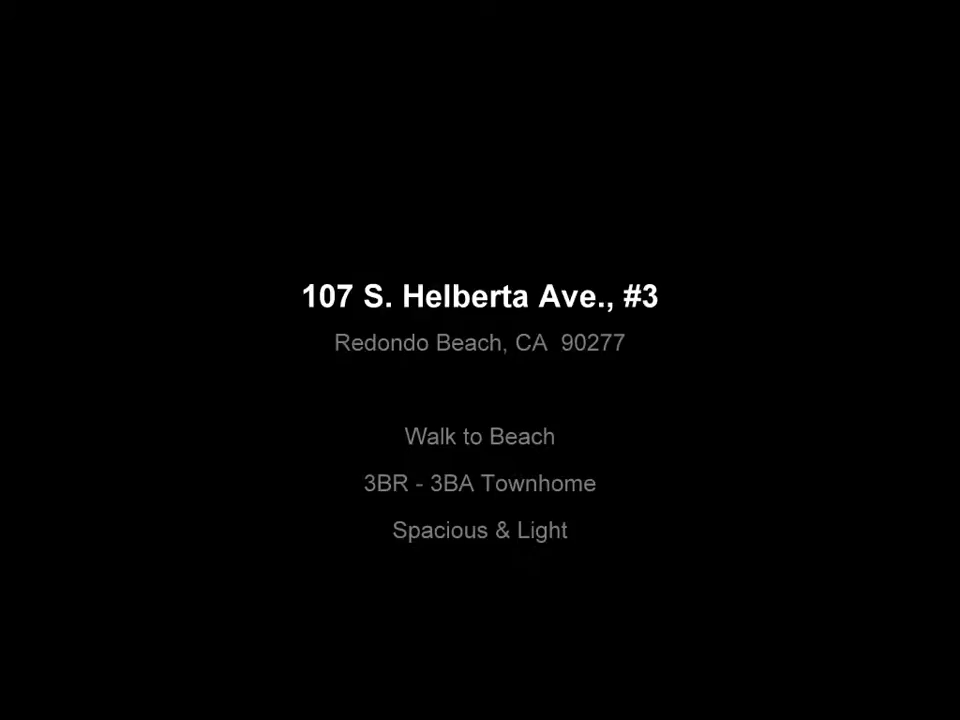 107 S. Helberta Ave., #3
Redondo Beach, CA  90277
Walk to Beach
3BR - 3BA Townhome
Spacious & Light